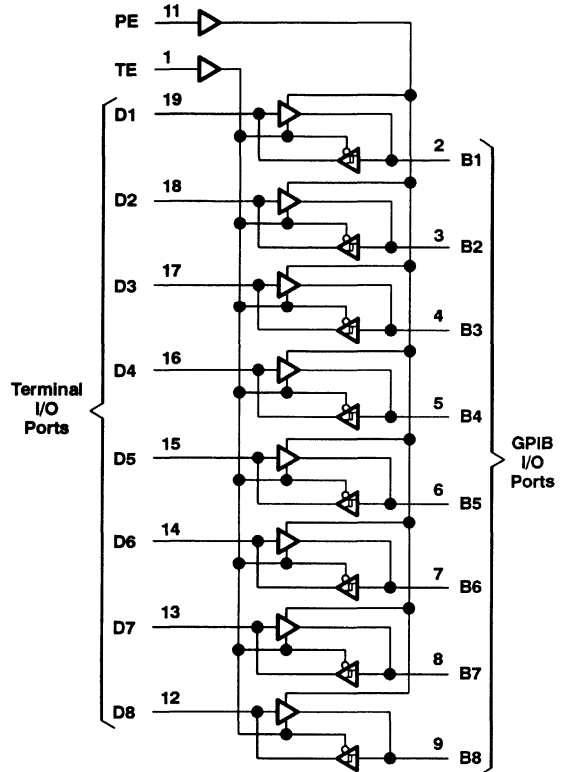 PE 11
TE 1
D1 19
2 B1
D2 18
3 B2
D3 17
4 B3
D4 16
5 B4
Terminal
I/O
Ports
D5 15
GPIB
I/O
Ports
6 B5
D6 14
7 B6
D7 13
8 B7
D8 12
9 B8